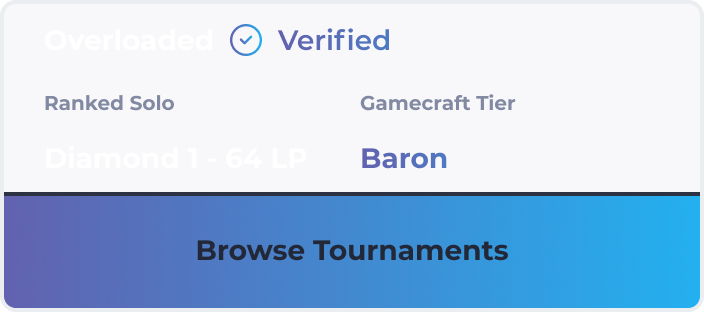 Overloaded Verified
Ranked Solo Gamecraft Tier
Diamond 1 - 64 LP Baron
Browse Tournaments